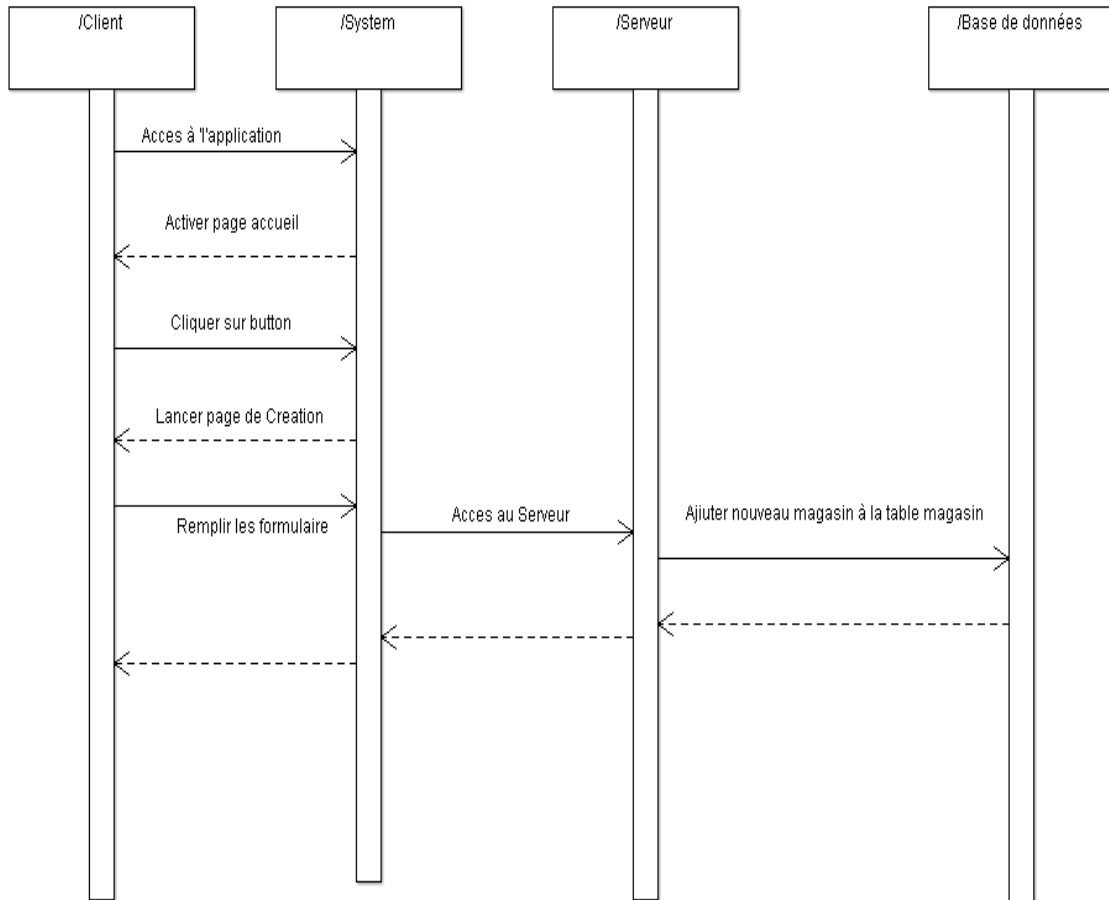 /Client
/System
/Serveur
/Base de données
Acces à 'l'application
Activer page accueil
Cliquer sur button
Lancer page de Creation
Remplir les formulaire
Acces au Serveur
Ajiuter nouveau magasin à la table magasin